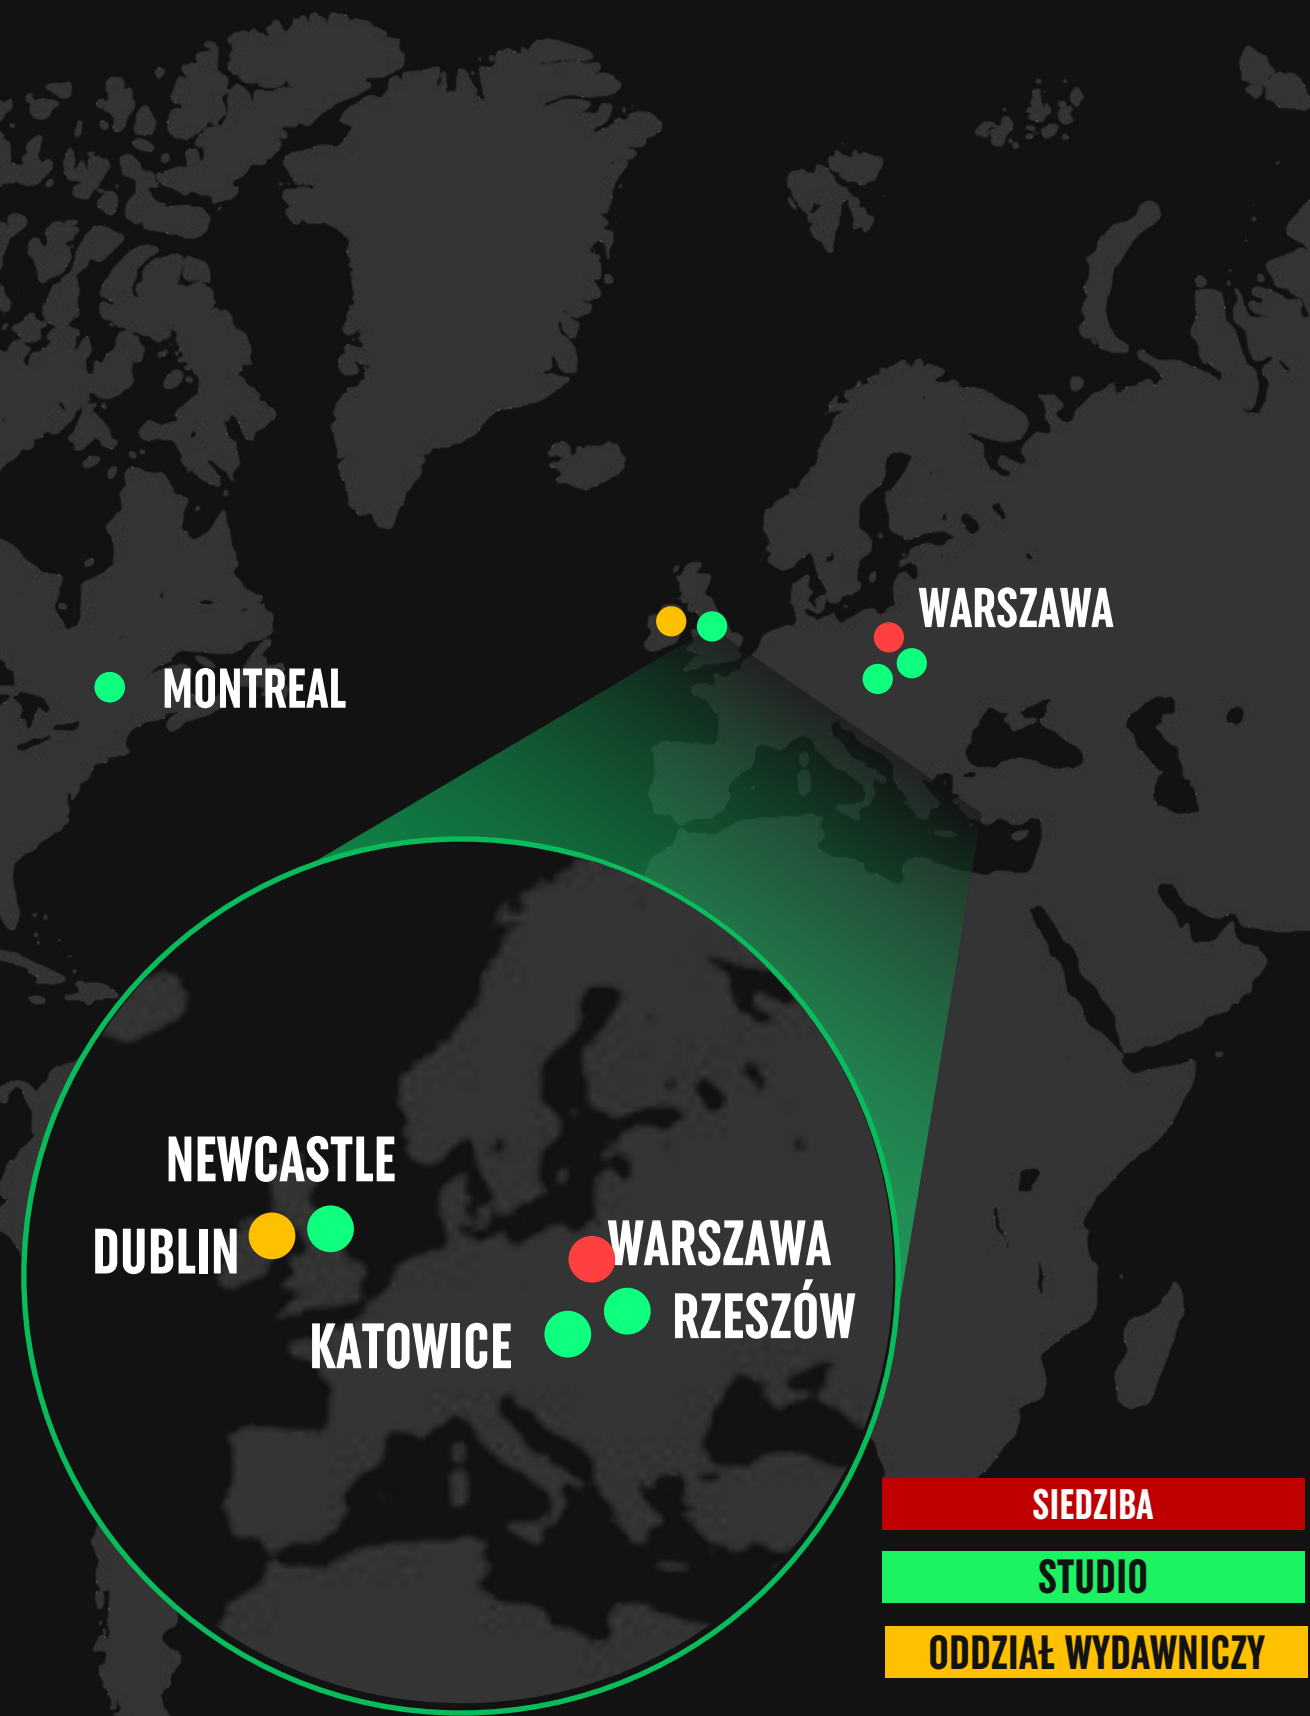 WARSZAWA
MONTREAL
NEWCASTLE
DUBLIN
WARSZAWA
RZESZÓW
KATOWICE
SIEDZIBA
STUDIO
ODDZIAŁ WYDAWNICZY